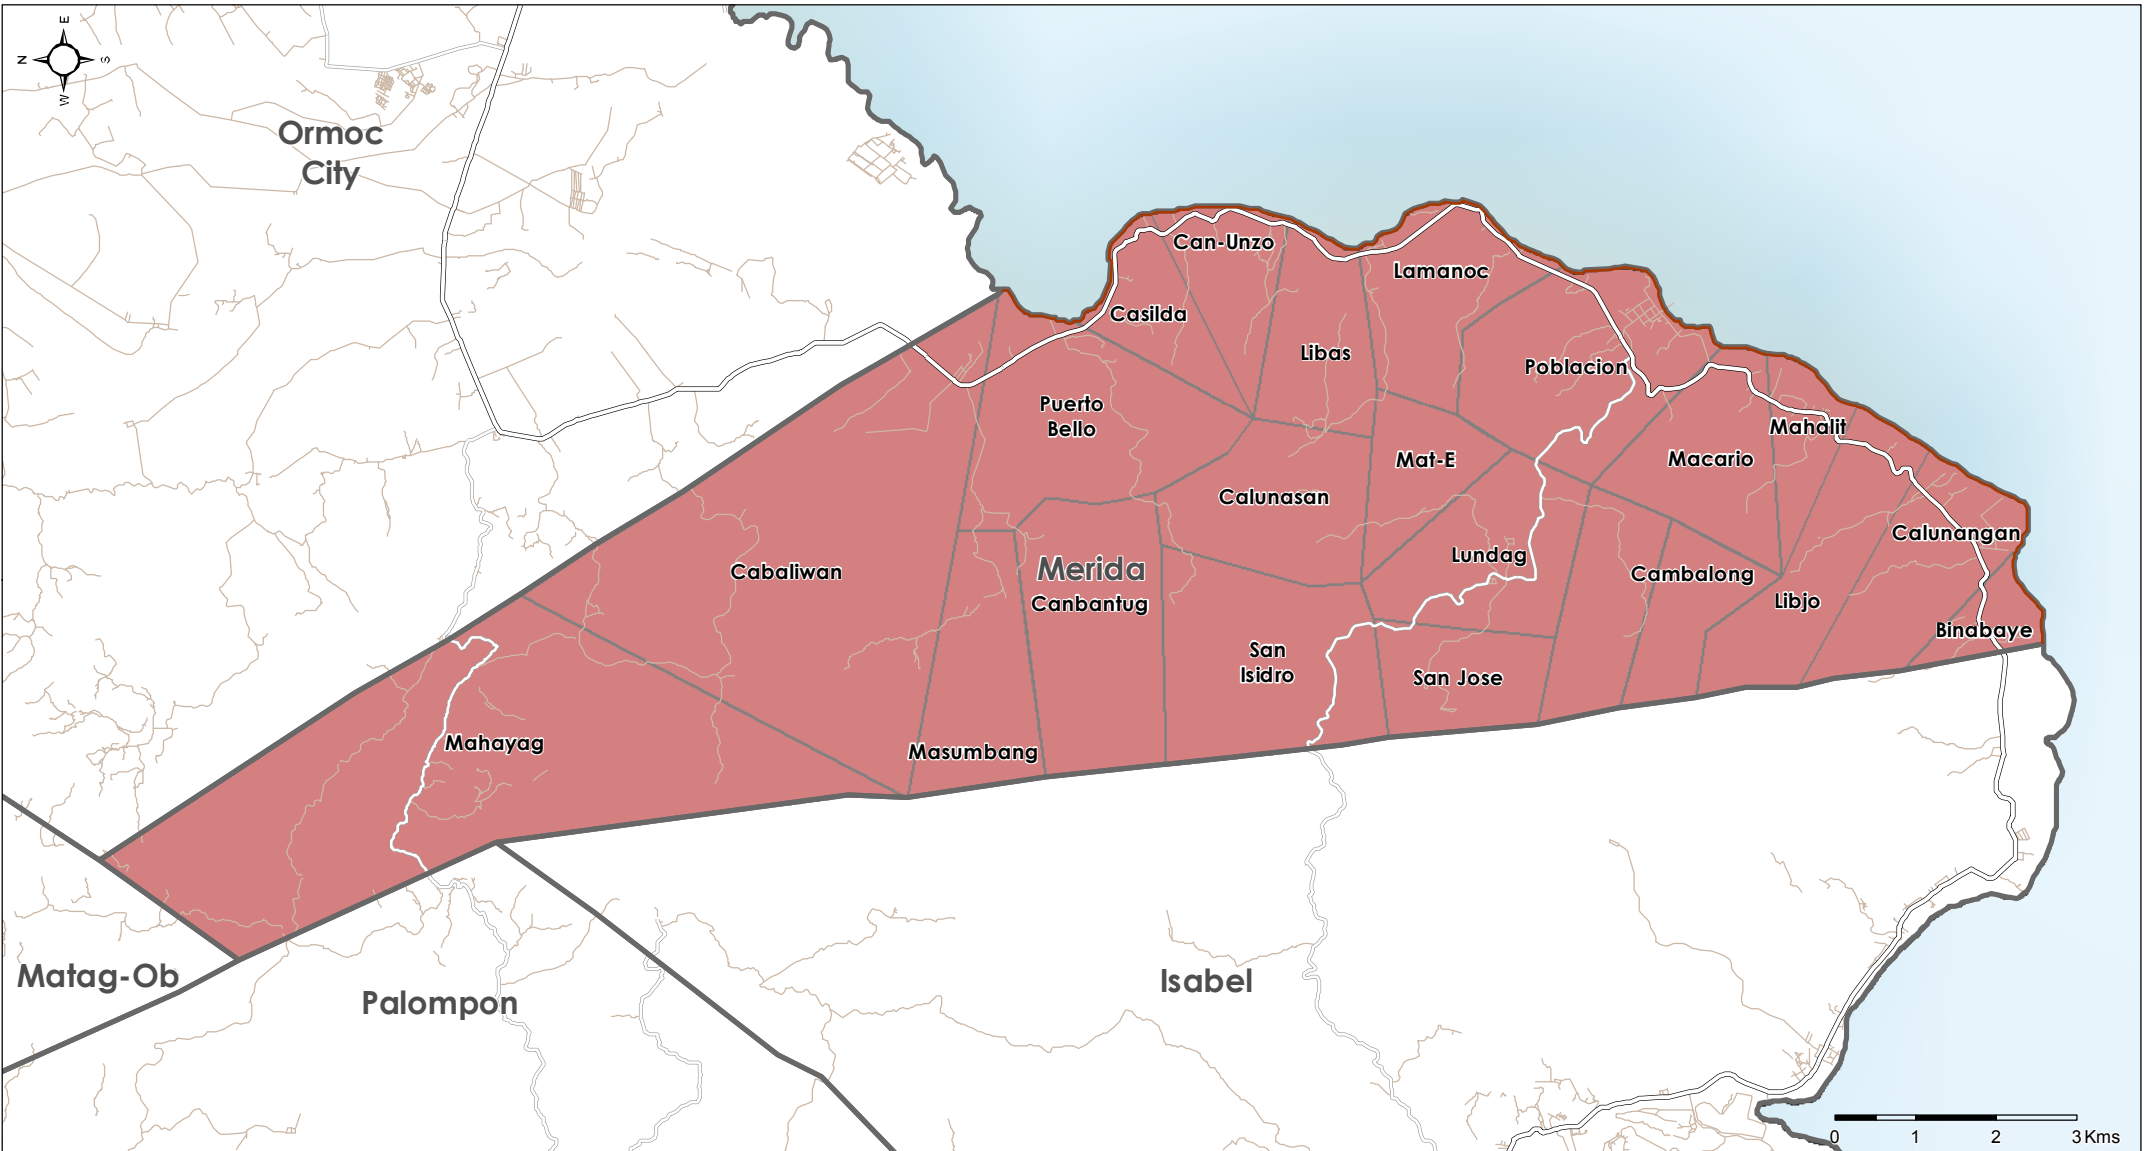 E
N
S
W
Ormoc
City
Can-Unzo
Lamanoc
Casilda
Libas
Poblacion
Puerto
Bello
Mahalit
Mat-E
Macario
Calunasan
Calunangan
Lundag
Merida
Cabaliwan
Cambalong
Canbantug
Libjo
Binabaye
San
Isidro
San Jose
Mahayag
Masumbang
Matag-Ob
Palompon
Isabel
0 1 2 3 Kms